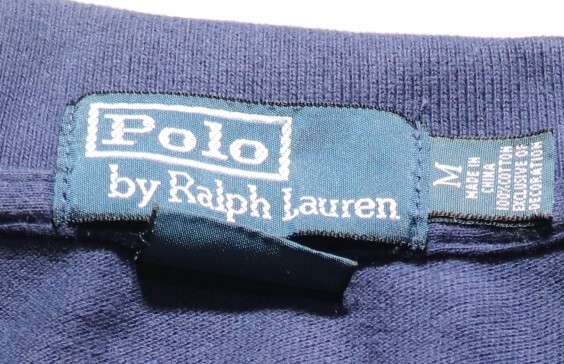 Polo
by Ralph Lauren
M
MADE IN
CHINA
100%COTTON
EXCLUSIVE OF
DECORATION